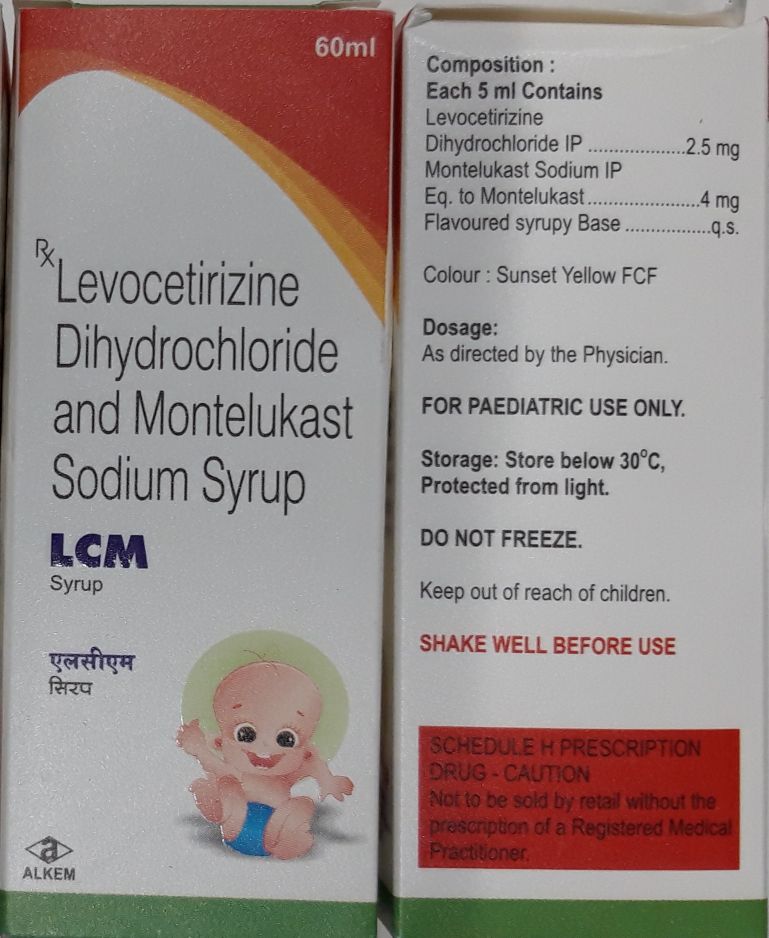 60ml
Rx
Levocetirizine
Dihydrochloride
and Montelukast
Sodium Syrup
LCM
Syrup
एलसीएम
सिरप
a
ALKEM
Composition :
Each 5 ml Contains
Levocetirizine
Dihydrochloride IP ...................2.5 mg
Montelukast Sodium IP
Eq. to Montelukast......................4 mg
Flavoured syrupy Base .................q.s.
Colour : Sunset Yellow FCF
Dosage:
As directed by the Physician.
FOR PAEDIATRIC USE ONLY.
Storage: Store below 30°C,
Protected from light.
DO NOT FREEZE.
Keep out of reach of children.
SHAKE WELL BEFORE USE
SCHEDULE H PRESCRIPTION
DRUG - CAUTION
Not to be sold by retail without the
prescription of a Registered Medical
Practitioner.